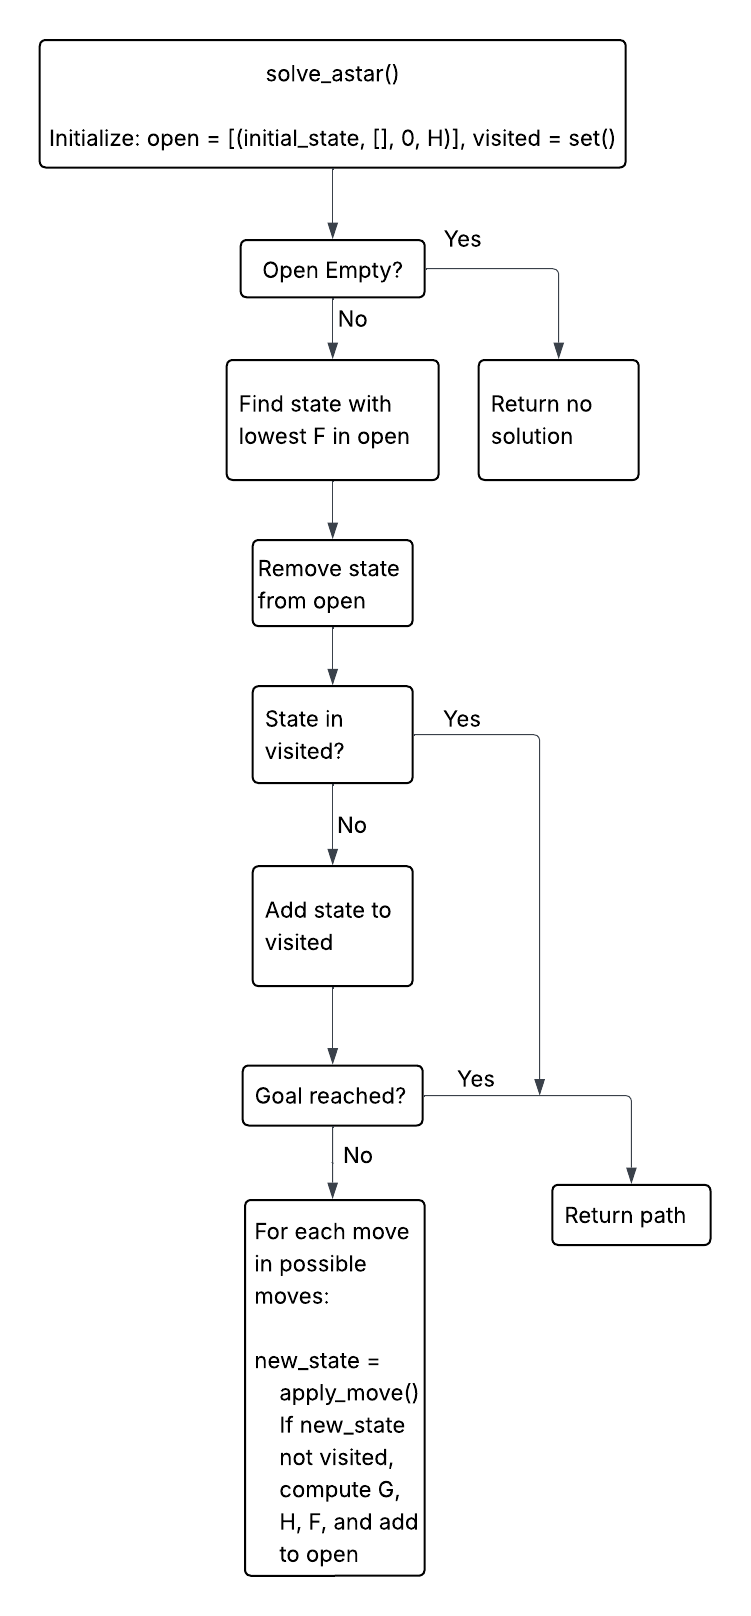 solve_astar()
Initialize: open = [(initial_state, [], 0, H)], visited = set()
Open Empty?
Yes
No
Find state with
lowest F in open
Return no
solution
Remove state
from open
State in
visited?
Yes
No
Add state to
visited
Goal reached?
Yes
No
Return path
For each move
in possible
moves:
new_state =
apply_move()
If new_state
not visited,
compute G,
H, F, and add
to open